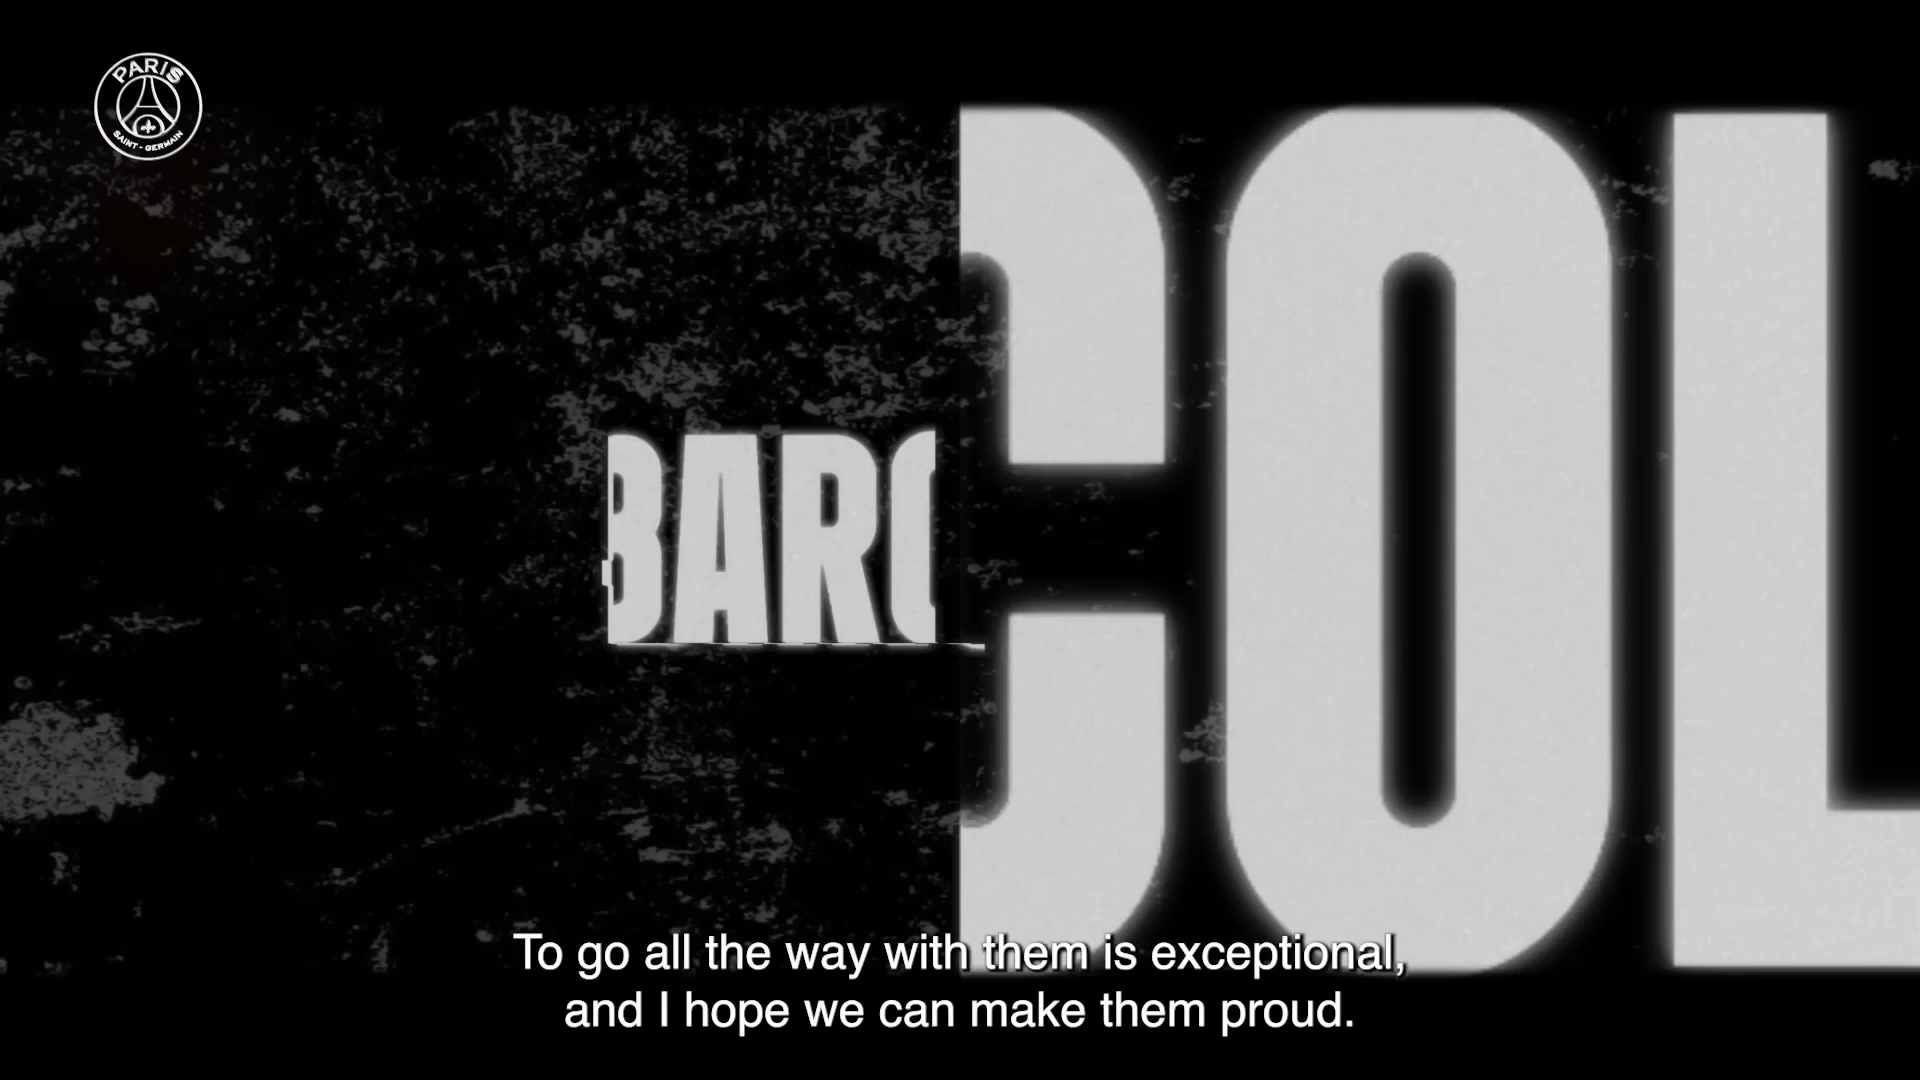 PARIS
SAINT-GERMAIN
BARC
COL
To go all the way with them is exceptional,
and I hope we can make them proud.